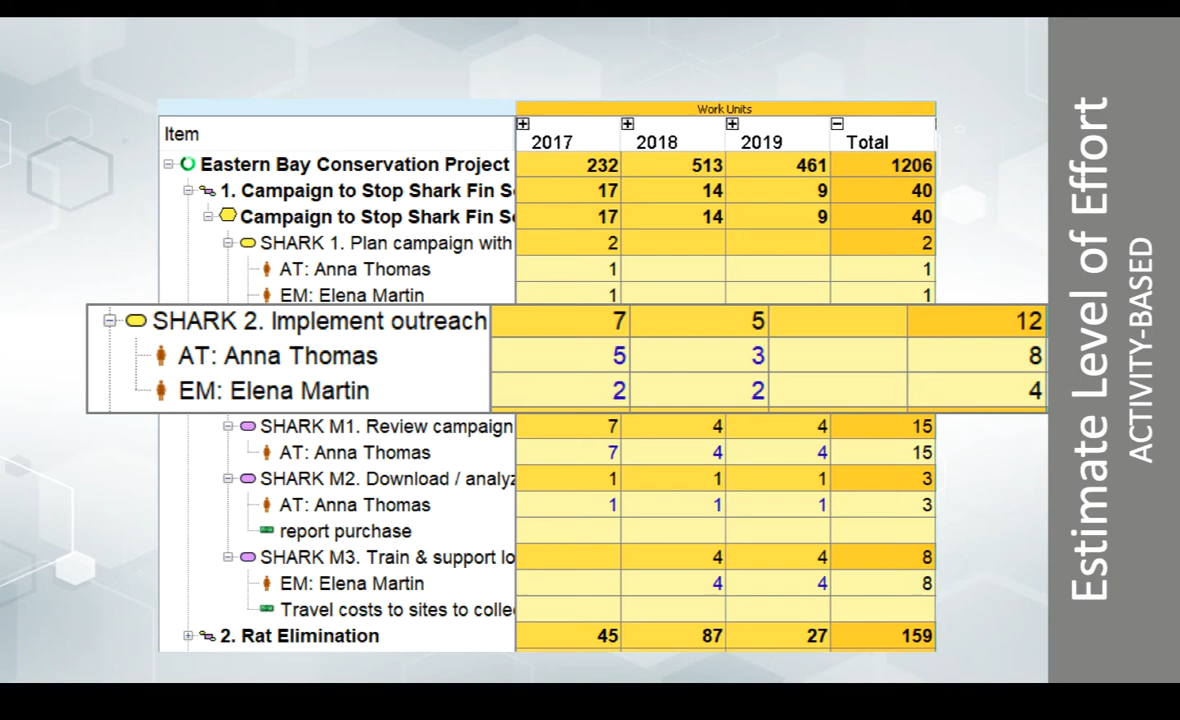 Work Units
Item 2017 2018 2019 Total
Eastern Bay Conservation Project 232 513 461 1206
1. Campaign to Stop Shark Fin S 17 14 9 40
Campaign to Stop Shark Fin S 17 14 9 40
SHARK 1. Plan campaign with 2 2
AT: Anna Thomas 1 1
EM: Elena Martin 1 1
SHARK 2. Implement outreach 7 5 12
AT: Anna Thomas 5 3 8
EM: Elena Martin 2 2 4
SHARK M1. Review campaign 7 4 4 15
AT: Anna Thomas 7 4 4 15
SHARK M2. Download / analyz 1 1 1 3
AT: Anna Thomas 1 1 1 3
report purchase
SHARK M3. Train & support lo 4 4 8
EM: Elena Martin 4 4 8
Travel costs to sites to colle
2. Rat Elimination 45 87 27 159
Estimate Level of Effort
ACTIVITY-BASED